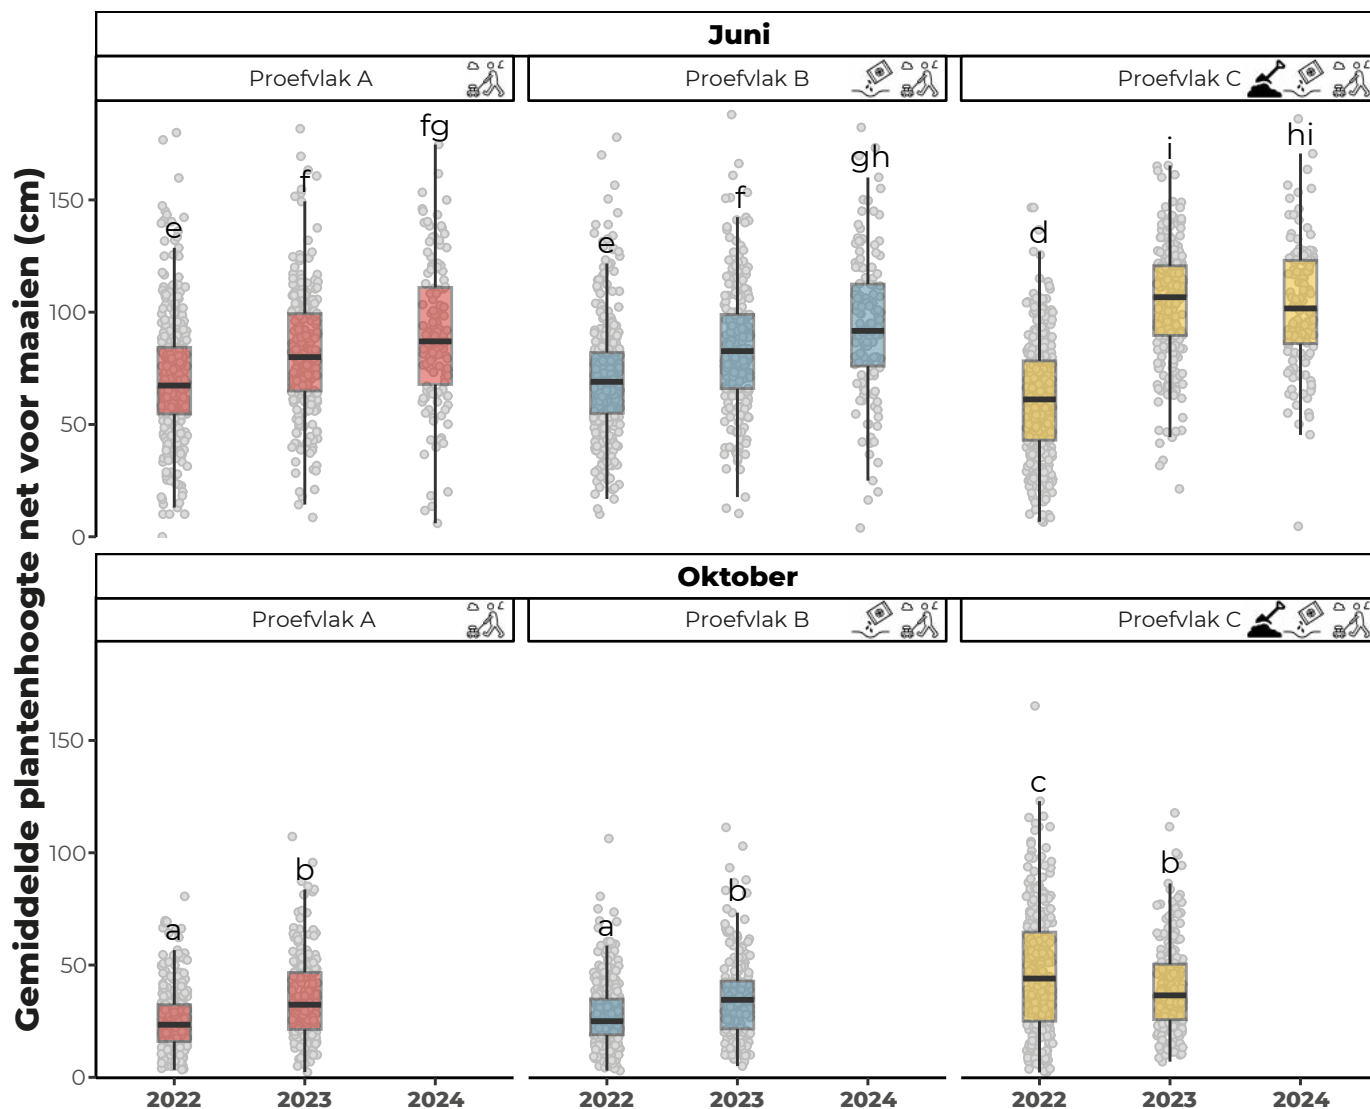 Gemiddelde plantenhoogte net voor maaien (cm)
Juni
Proefvlak A
Proefvlak B
Proefvlak C
150
100
50
0
e
f
fg
e
f
gh
d
i
hi
Oktober
Proefvlak A
Proefvlak B
Proefvlak C
150
100
50
0
a
b
a
b
c
b
2022 2023 2024 2022 2023 2024 2022 2023 2024